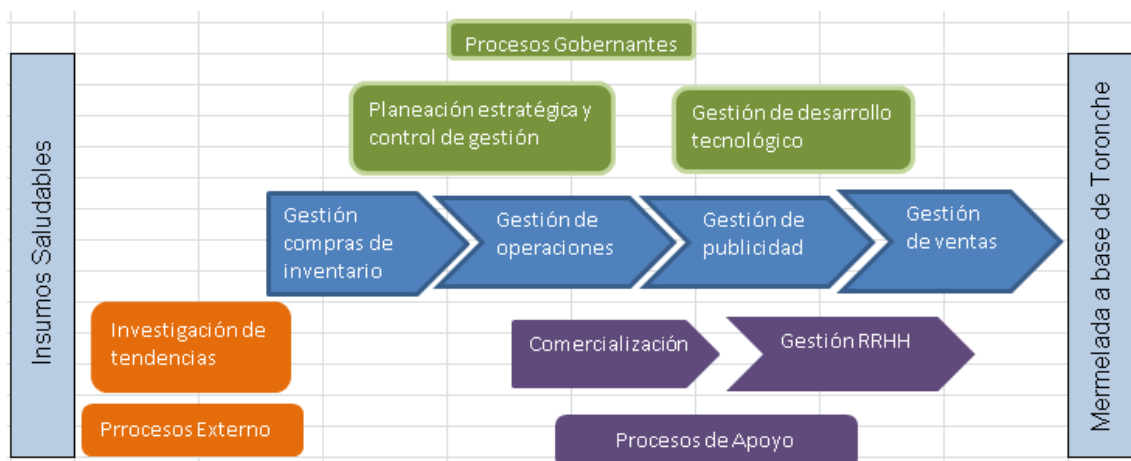 Procesos Gobernantes
Planeación estratégica y
control de gestión
Gestión de desarrollo
tecnológico
Insumos Saludables
Gestión
compras de
inventario
Gestión de
operaciones
Gestión de
publicidad
Gestión
de ventas
Mermelada a base de Toronche
Investigación de
tendencias
Comercialización
Gestión RRHH
Prrocesos Externo
Procesos de Apoyo